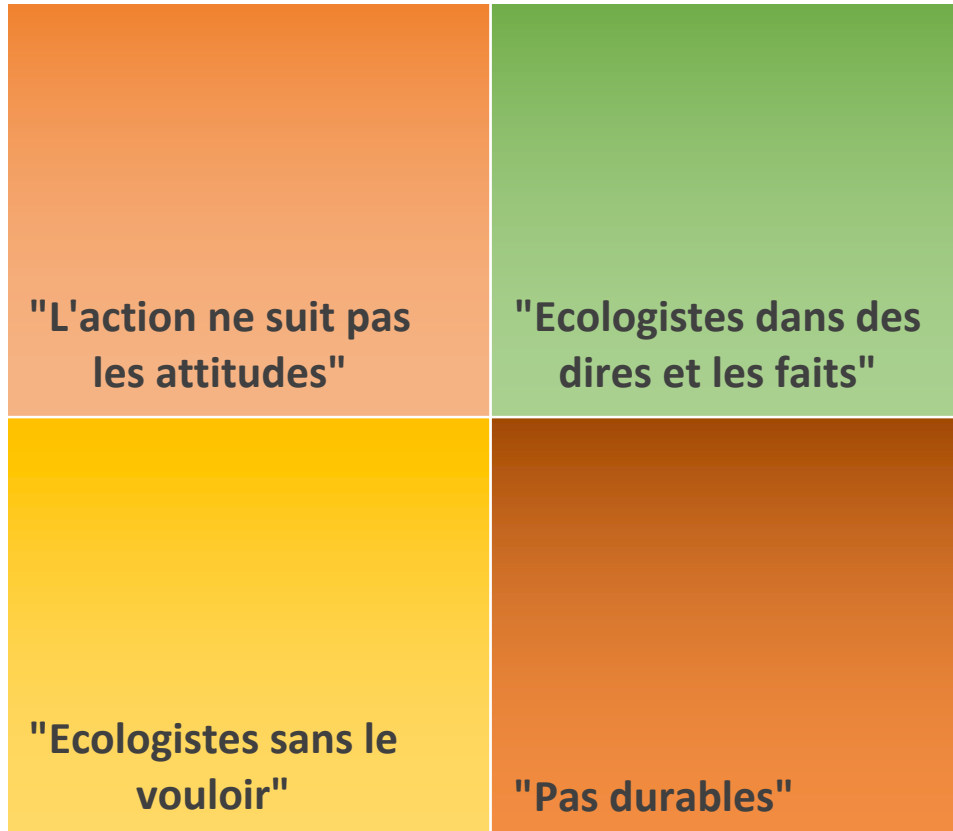 "L'action ne suit pas
les attitudes"
"Ecologistes dans des
dires et les faits"
"Ecologistes sans le
vouloir"
"Pas durables"